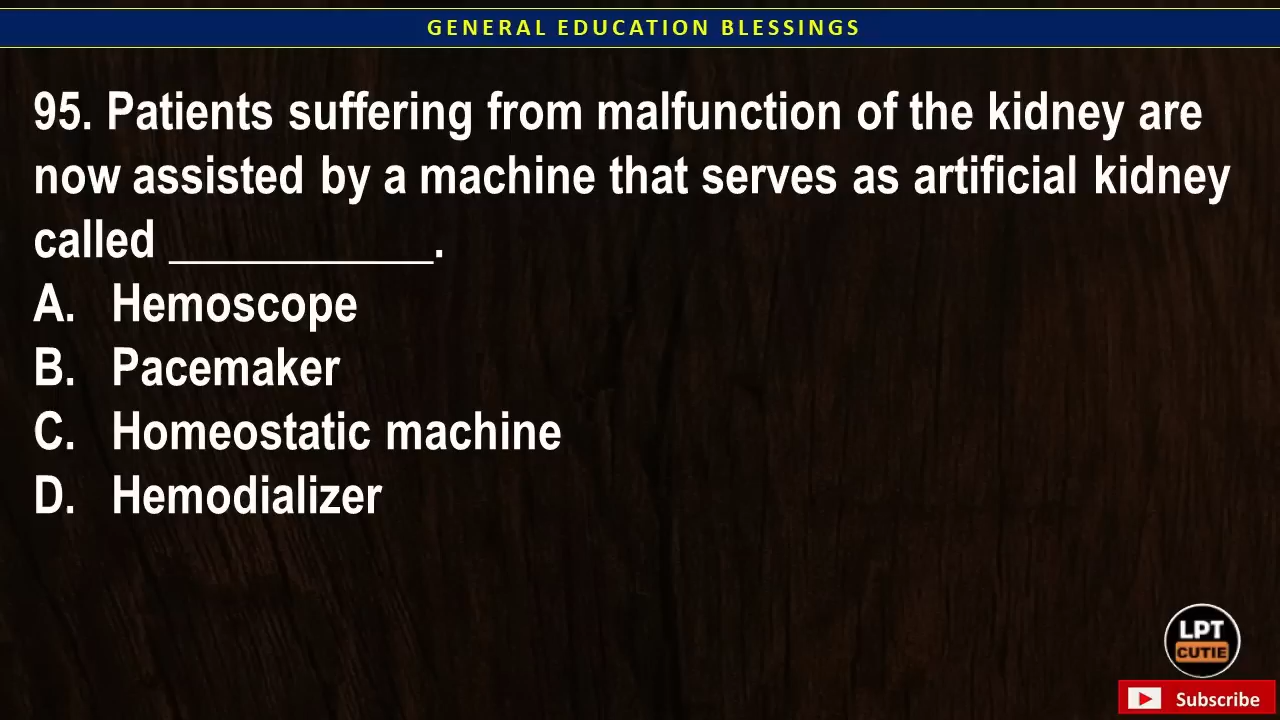 GENERAL EDUCATION BLESSINGS
95. Patients suffering from malfunction of the kidney are
now assisted by a machine that serves as artificial kidney
called ___________.
A. Hemoscope
B. Pacemaker
C. Homeostatic machine
D. Hemodializer
LPT
CUTIE
Subscribe